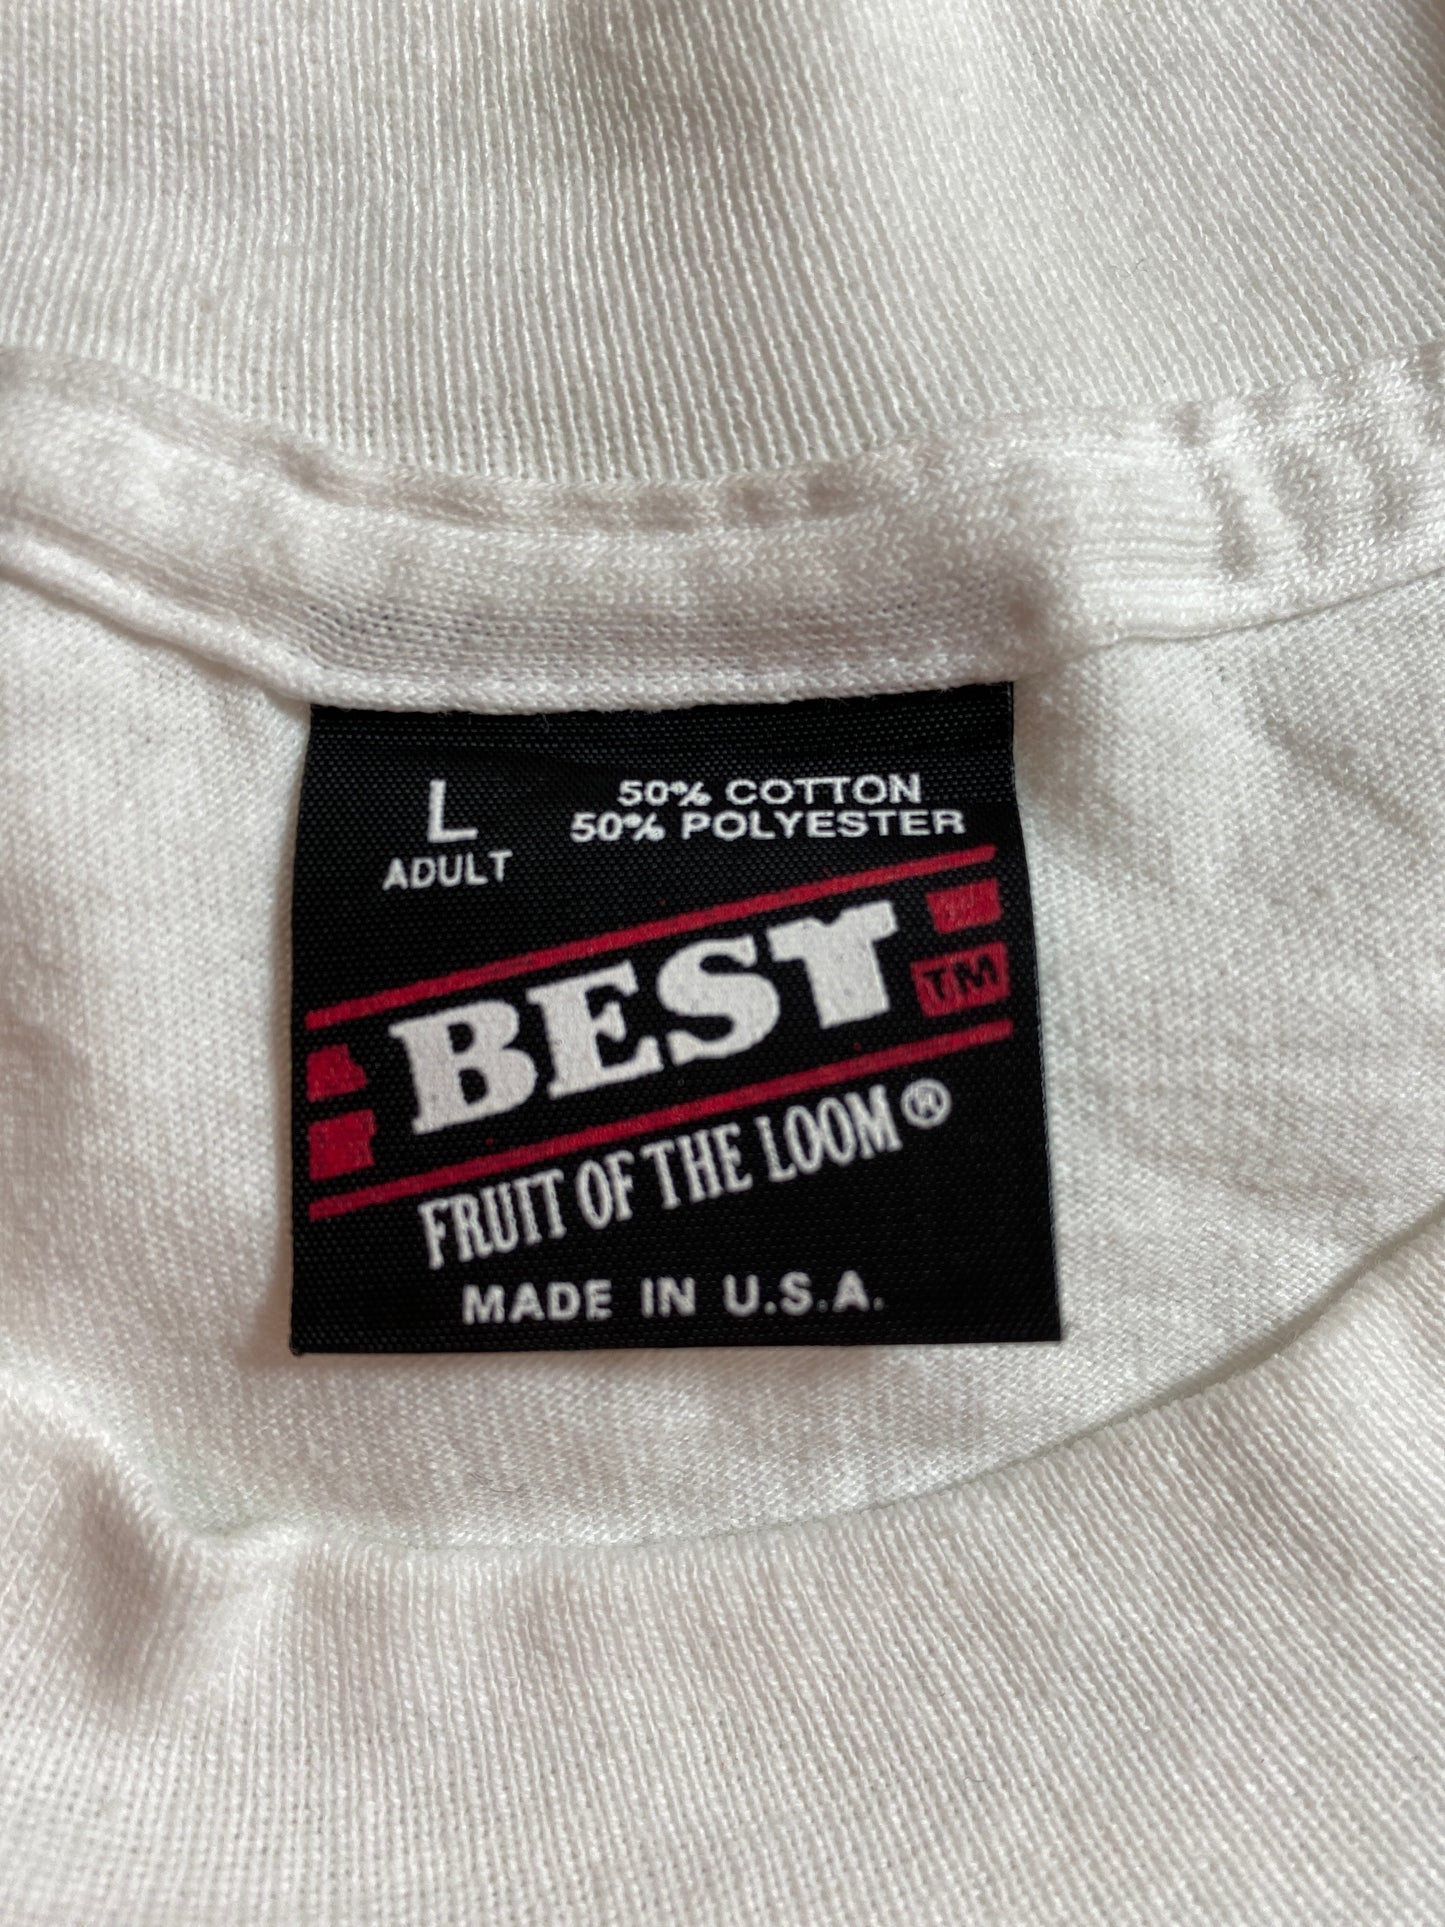 L
ADULT
50% COTTON
50% POLYESTER
BEST
TM
FRUIT OF THE LOOM®
MADE IN U.S.A.